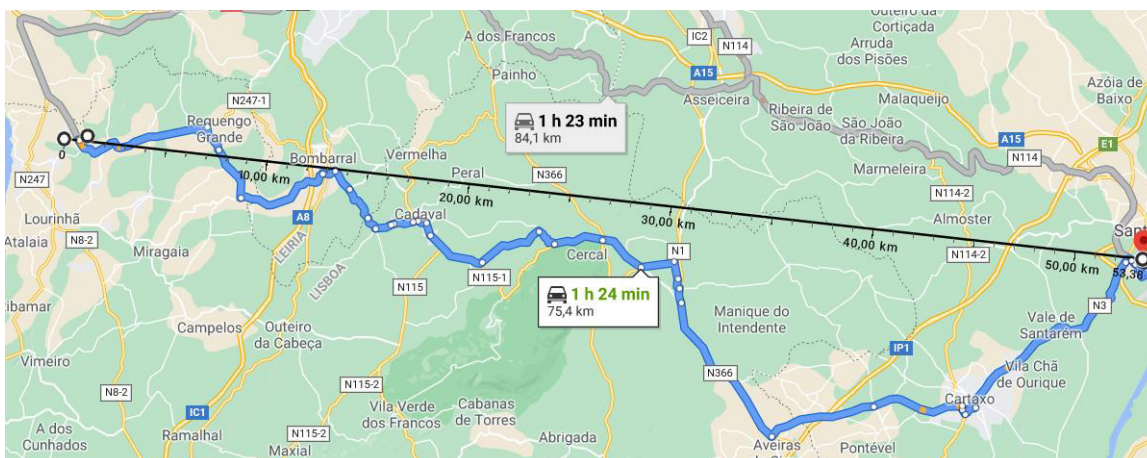 A dos Francos
IC2
N114
Outeiro da
Cortiçada
Arruda
dos Pisões
Painho
A15
Asseiceira
Malaqueijo
Azóia de
Baixo
N247-1
Requengo
Grande
1 h 23 min
84,1 km
Ribeira de
São João
São João
da Ribeira
A15
E1
N114
0
Bombarral
Vermelha
N247
10,00 km
Peral
N366
Marmeleira
N114-2
20,00 km
Lourinhã
A8
Cadaval
30,00 km
Almoster
Sant
Atalaia
N8-2
Miragaia
LEIRIA
LISBOA
Cercal
N1
40,00 km
N114-2
50,00 km
53,38
N115
N115-1
1 h 24 min
75,4 km
N3
Campelos
Outeiro
da Cabeça
Manique do
Intendente
Vale de
Santarém
IP1
Vimeiro
N8-2
N115-2
N366
Vila Chã
de Ourique
Cartaxo
IC1
Vila Verde
dos Francos
Cabanas
de Torres
A dos
Cunhados
Ramalhal
N115-2
Maxial
Abrigada
Aveiras
Pontével